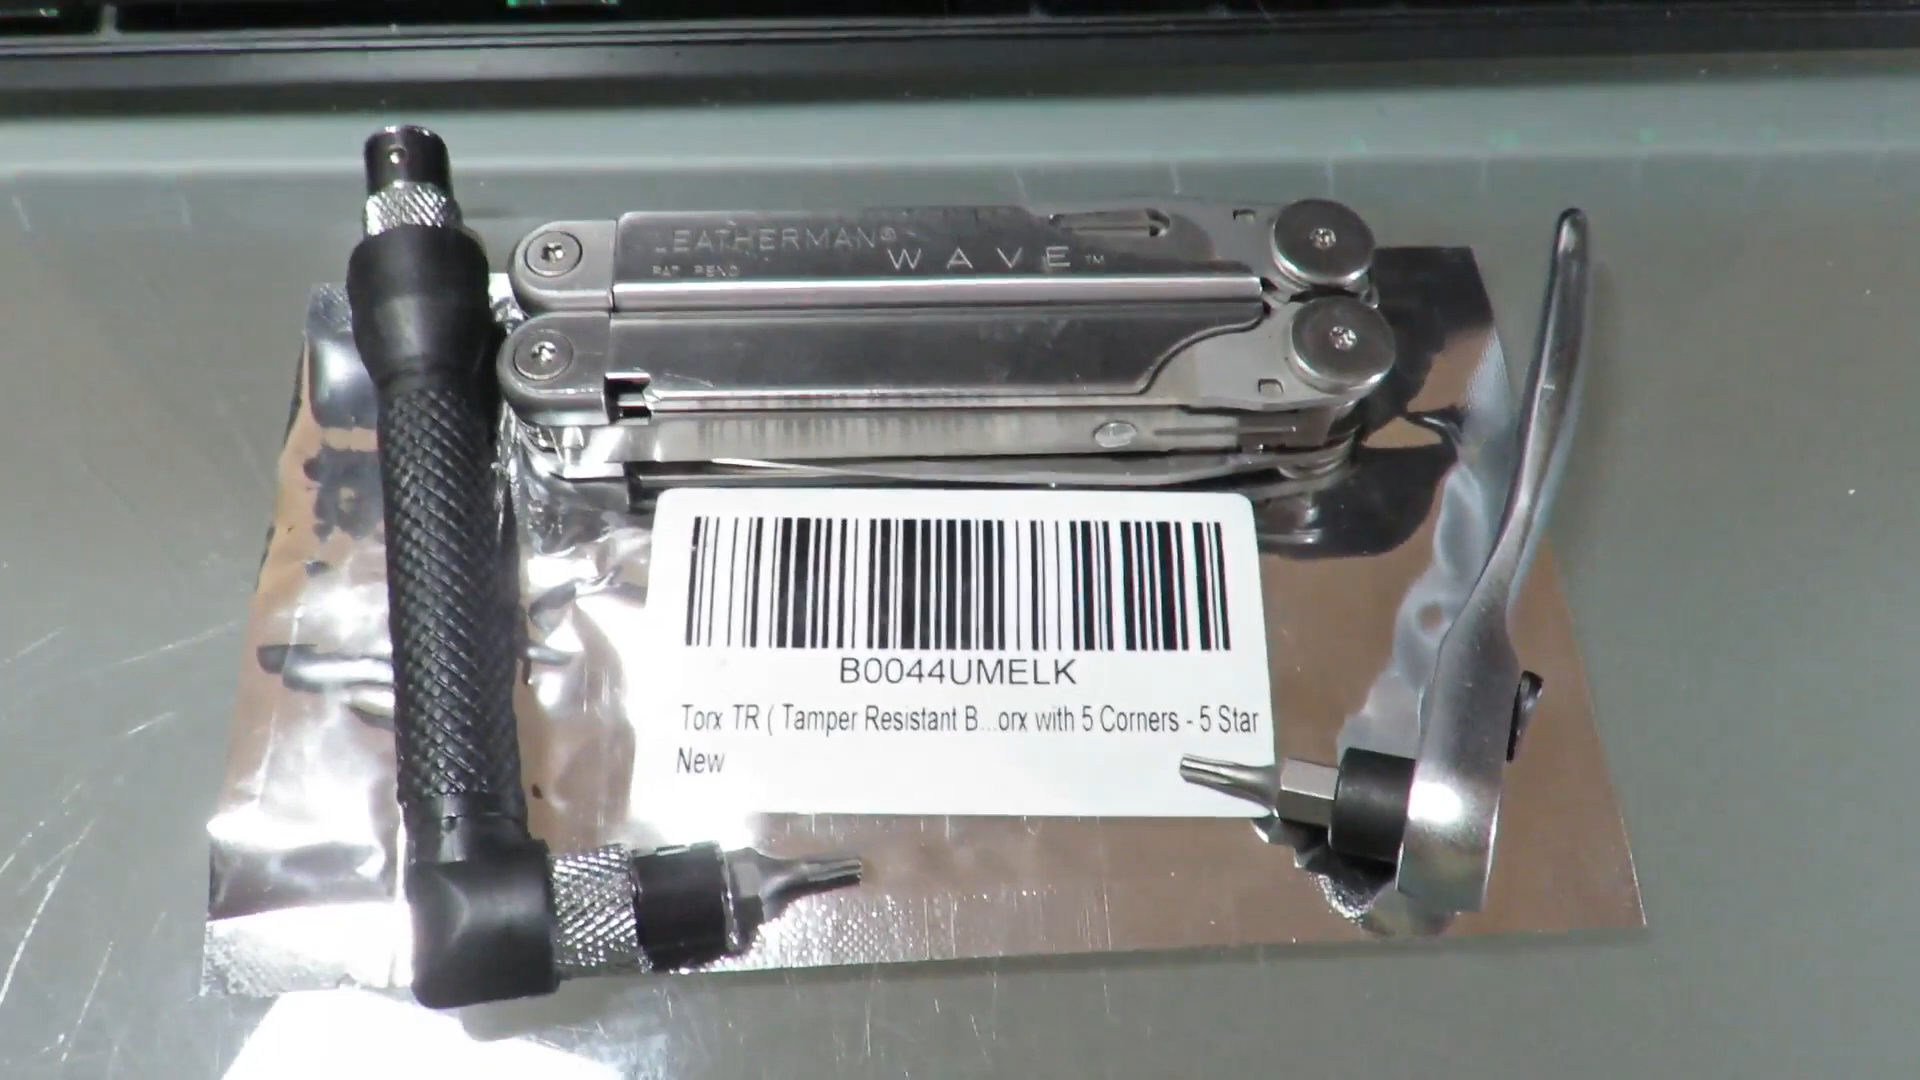 LEATHERMAN®
WAVE™
PAT. PEND
B0044UMELK
Torx TR ( Tamper Resistant B...orx with 5 Corners - 5 Star
New